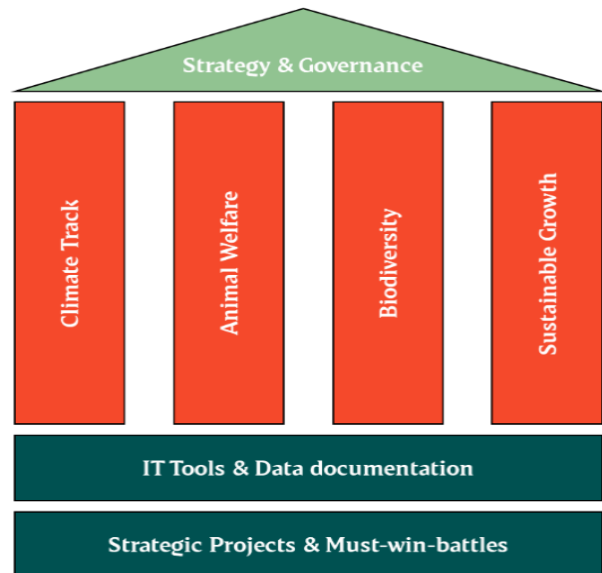 Strategy & Governance
Climate Track
Animal Welfare
Biodiversity
Sustainable Growth
IT Tools & Data documentation
Strategic Projects & Must-win-battles